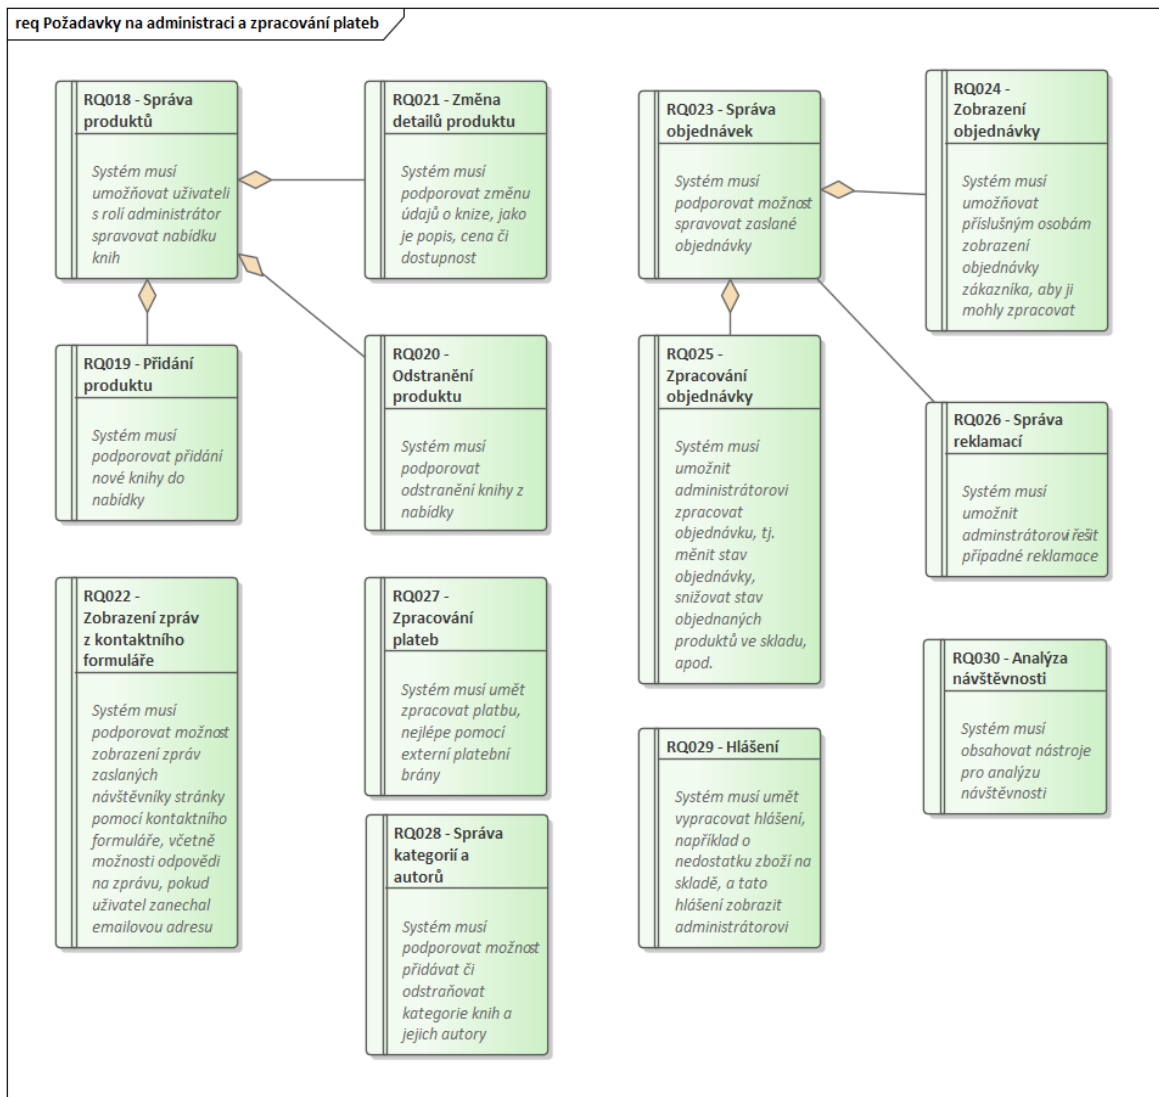 req Požadavky na administraci a zpracování plateb
RQ018 - Správa
produktů
Systém musí
umožňovat uživateli
s rolí administrátor
spravovat nabídku
knih
RQ021 - Změna
detailů produktu
Systém musí
podporovat změnu
údajů o knize, jako
je popis, cena či
dostupnost
RQ023 - Správa
objednávek
Systém musí
podporovat možnost
spravovat zaslané
objednávky
RQ024 -
Zobrazení
objednávky
Systém musí
umožňovat
příslušným osobám
zobrazení
objednávky
zákazníka, aby ji
mohly zpracovat
RQ019 - Přidání
produktu
Systém musí
podporovat přidání
nové knihy do
nabídky
RQ020 -
Odstranění
produktu
Systém musí
podporovat
odstranění knihy z
nabídky
RQ025 -
Zpracování
objednávky
Systém musí
umožnit
administrátorovi
zpracovat
objednávku, tj.
měnit stav
objednávky,
snižovat stav
objednaných
produktů ve skladu,
apod.
RQ026 - Správa
reklamací
Systém musí
umožnit
adminstrátorovi řešit
případné reklamace
RQ022 -
Zobrazení zpráv
z kontaktního
formuláře
Systém musí
podporovat možnost
zobrazení zpráv
zaslaných
návštěvníky stránky
pomocí kontaktního
formuláře, včetně
možnosti odpovědi
na zprávu, pokud
uživatel zanechal
emailovou adresu
RQ027 -
Zpracování
plateb
Systém musí umět
zpracovat platbu,
nejlépe pomocí
externí platební
brány
RQ028 - Správa
kategorií a
autorů
Systém musí
podporovat možnost
přidávat či
odstraňovat
kategorie knih a
jejich autory
RQ029 - Hlášení
Systém musí umět
vypracovat hlášení,
například o
nedostatku zboží na
skladě, a tato
hlášení zobrazit
administrátorovi
RQ030 - Analýza
návštěvnosti
Systém musí
obsahovat nástroje
pro analýzu
návštěvnosti